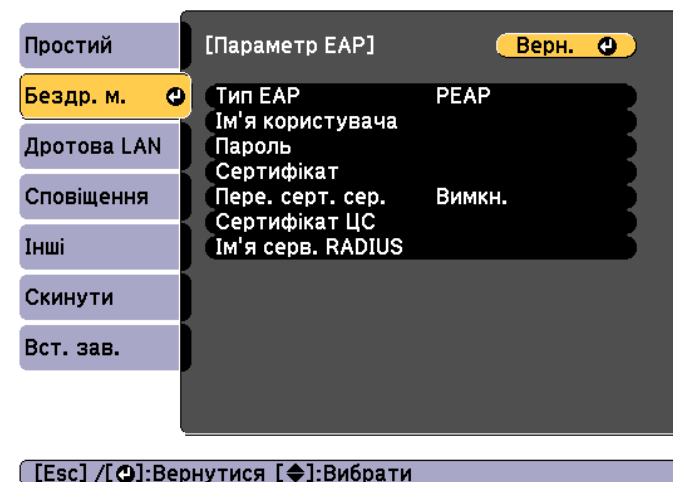 Простий
[Параметр EAP]
Верн.
Бездр. м.
Тип EAP PEAP
Ім'я користувача
Дротова LAN
Пароль
Сертифікат
Сповіщення
Пере. серт. сер. Вимкн.
Сертифікат ЦС
Інші
Ім'я серв. RADIUS
Скинути
Вст. зав.
[Esc] /[⏎]:Вернутися [◆]:Вибрати